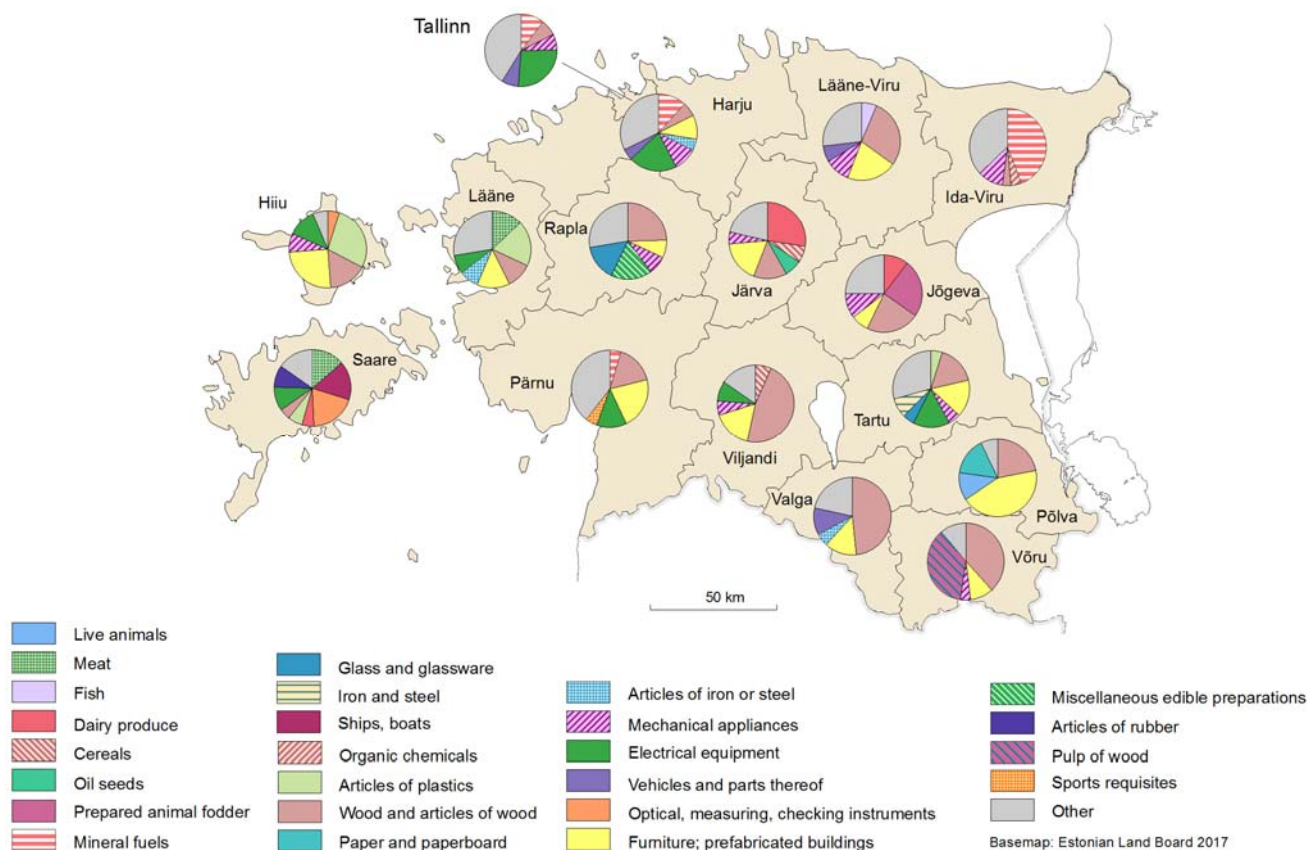 Tallinn
Harju
Lääne-Viru
Ida-Viru
Hiiu
Lääne
Rapla
Järva
Jõgeva
Saare
Pärnu
Viljandi
Tartu
Valga
Põlva
Võru
50 km
Live animals
Meat
Fish
Dairy produce
Cereals
Oil seeds
Prepared animal fodder
Mineral fuels
Glass and glassware
Iron and steel
Ships, boats
Organic chemicals
Articles of plastics
Wood and articles of wood
Paper and paperboard
Articles of iron or steel
Mechanical appliances
Electrical equipment
Vehicles and parts thereof
Optical, measuring, checking instruments
Furniture; prefabricated buildings
Miscellaneous edible preparations
Articles of rubber
Pulp of wood
Sports requisites
Other
Basemap: Estonian Land Board 2017